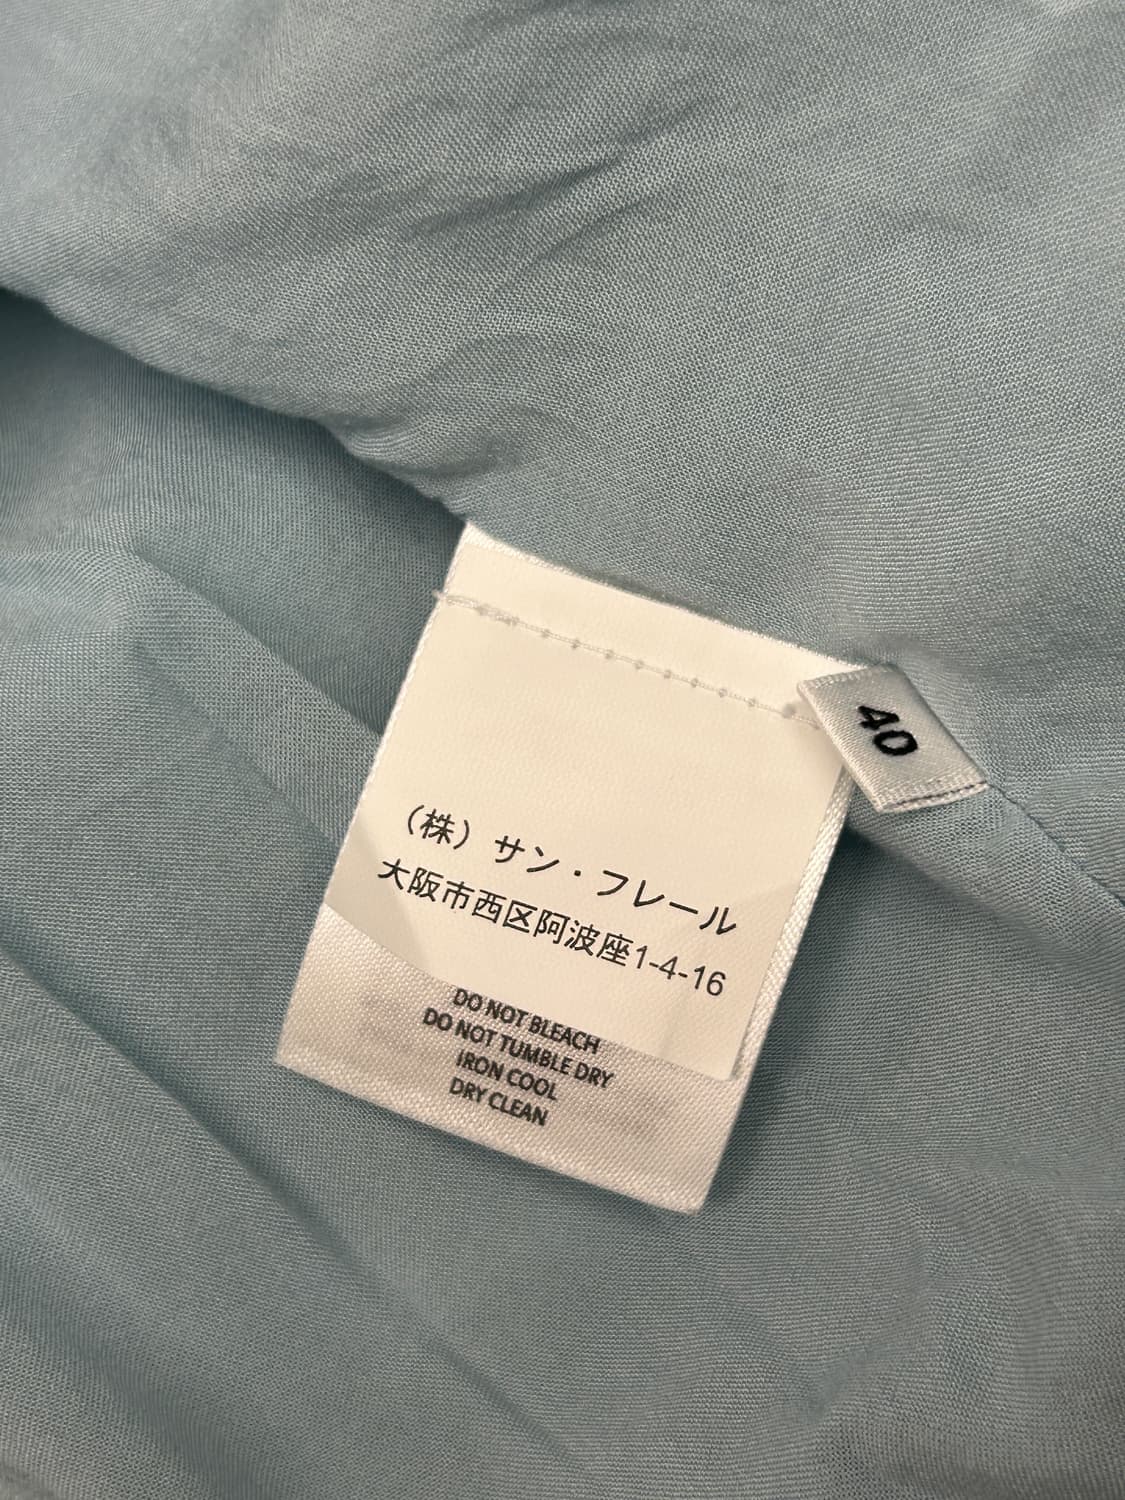 40
（株）サン・フレール
大阪市西区阿波座1-4-16
DO NOT BLEACH
DO NOT TUMBLE DRY
IRON COOL
DRY CLEAN